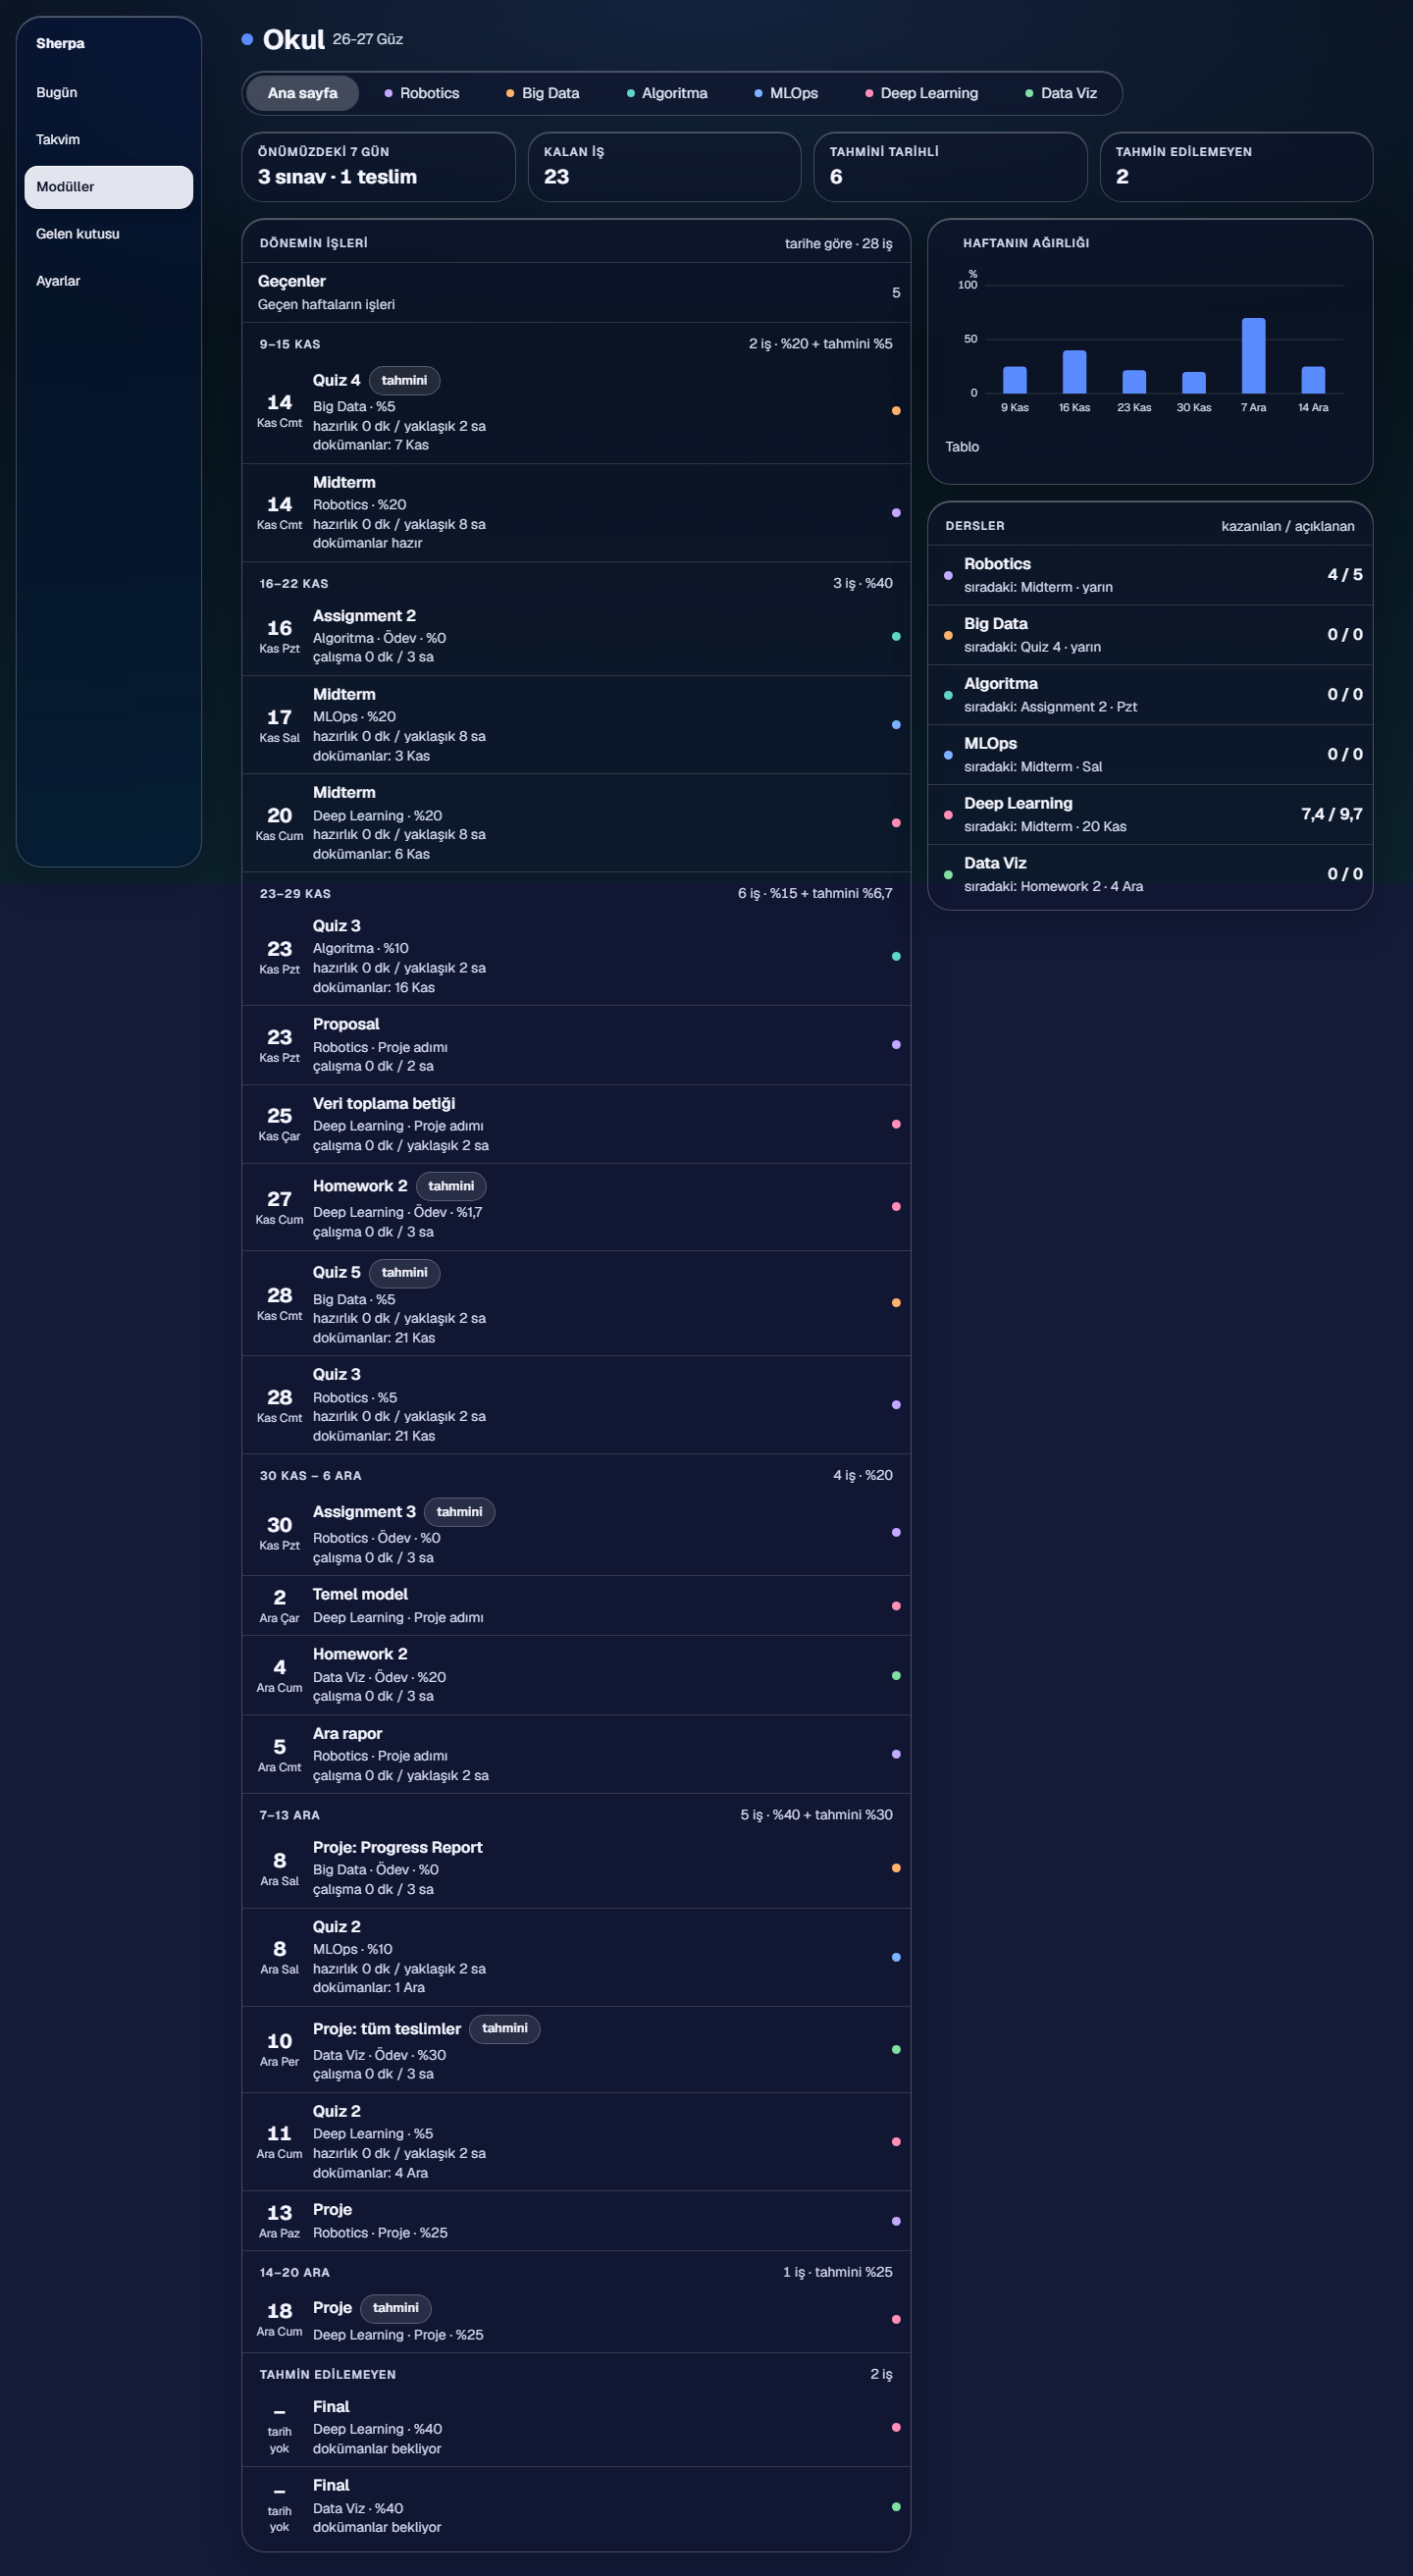 Sherpa
Bugün
Takvim
Modüller
Gelen kutusu
Ayarlar
Okul 26-27 Güz
Ana sayfa
Robotics
Big Data
Algoritma
MLOps
Deep Learning
Data Viz
ÖNÜMÜZDEKİ 7 GÜN
3 sınav · 1 teslim
KALAN İŞ
23
TAHMİNİ TARİHLİ
6
TAHMİN EDİLEMEYEN
2
DÖNEMİN İŞLERİ
tarihe göre · 28 iş
Geçenler
Geçen haftaların işleri
5
9–15 KAS
2 iş · %20 + tahmini %5
14
Kas Cmt
Quiz 4 tahmini
Big Data · %5
hazırlık 0 dk / yaklaşık 2 sa
dokümanlar: 7 Kas
14
Kas Cmt
Midterm
Robotics · %20
hazırlık 0 dk / yaklaşık 8 sa
dokümanlar hazır
16–22 KAS
3 iş · %40
16
Kas Pzt
Assignment 2
Algoritma · Ödev · %0
çalışma 0 dk / 3 sa
17
Kas Sal
Midterm
MLOps · %20
hazırlık 0 dk / yaklaşık 8 sa
dokümanlar: 3 Kas
20
Kas Cum
Midterm
Deep Learning · %20
hazırlık 0 dk / yaklaşık 8 sa
dokümanlar: 6 Kas
23–29 KAS
6 iş · %15 + tahmini %6,7
23
Kas Pzt
Quiz 3
Algoritma · %10
hazırlık 0 dk / yaklaşık 2 sa
dokümanlar: 16 Kas
23
Kas Pzt
Proposal
Robotics · Proje adımı
çalışma 0 dk / 2 sa
25
Kas Çar
Veri toplama betiği
Deep Learning · Proje adımı
çalışma 0 dk / yaklaşık 2 sa
27
Kas Cum
Homework 2 tahmini
Deep Learning · Ödev · %1,7
çalışma 0 dk / 3 sa
28
Kas Cmt
Quiz 5 tahmini
Big Data · %5
hazırlık 0 dk / yaklaşık 2 sa
dokümanlar: 21 Kas
28
Kas Cmt
Quiz 3
Robotics · %5
hazırlık 0 dk / yaklaşık 2 sa
dokümanlar: 21 Kas
30 KAS – 6 ARA
4 iş · %20
30
Kas Pzt
Assignment 3 tahmini
Robotics · Ödev · %0
çalışma 0 dk / 3 sa
2
Ara Çar
Temel model
Deep Learning · Proje adımı
4
Ara Cum
Homework 2
Data Viz · Ödev · %20
çalışma 0 dk / 3 sa
5
Ara Cmt
Ara rapor
Robotics · Proje adımı
çalışma 0 dk / yaklaşık 2 sa
7–13 ARA
5 iş · %40 + tahmini %30
8
Ara Sal
Proje: Progress Report
Big Data · Ödev · %0
çalışma 0 dk / 3 sa
8
Ara Sal
Quiz 2
MLOps · %10
hazırlık 0 dk / yaklaşık 2 sa
dokümanlar: 1 Ara
10
Ara Per
Proje: tüm teslimler tahmini
Data Viz · Ödev · %30
çalışma 0 dk / 3 sa
11
Ara Cum
Quiz 2
Deep Learning · %5
hazırlık 0 dk / yaklaşık 2 sa
dokümanlar: 4 Ara
13
Ara Paz
Proje
Robotics · Proje · %25
14–20 ARA
1 iş · tahmini %25
18
Ara Cum
Proje tahmini
Deep Learning · Proje · %25
TAHMİN EDİLEMEYEN
2 iş
–
tarih
yok
Final
Deep Learning · %40
dokümanlar bekliyor
–
tarih
yok
Final
Data Viz · %40
dokümanlar bekliyor
HAFTANIN AĞIRLIĞI
%
100
50
0
9 Kas
16 Kas
23 Kas
30 Kas
7 Ara
14 Ara
Tablo
DERSLER
kazanılan / açıklanan
Robotics
sıradaki: Midterm · yarın
4 / 5
Big Data
sıradaki: Quiz 4 · yarın
0 / 0
Algoritma
sıradaki: Assignment 2 · Pzt
0 / 0
MLOps
sıradaki: Midterm · Sal
0 / 0
Deep Learning
sıradaki: Midterm · 20 Kas
7,4 / 9,7
Data Viz
sıradaki: Homework 2 · 4 Ara
0 / 0